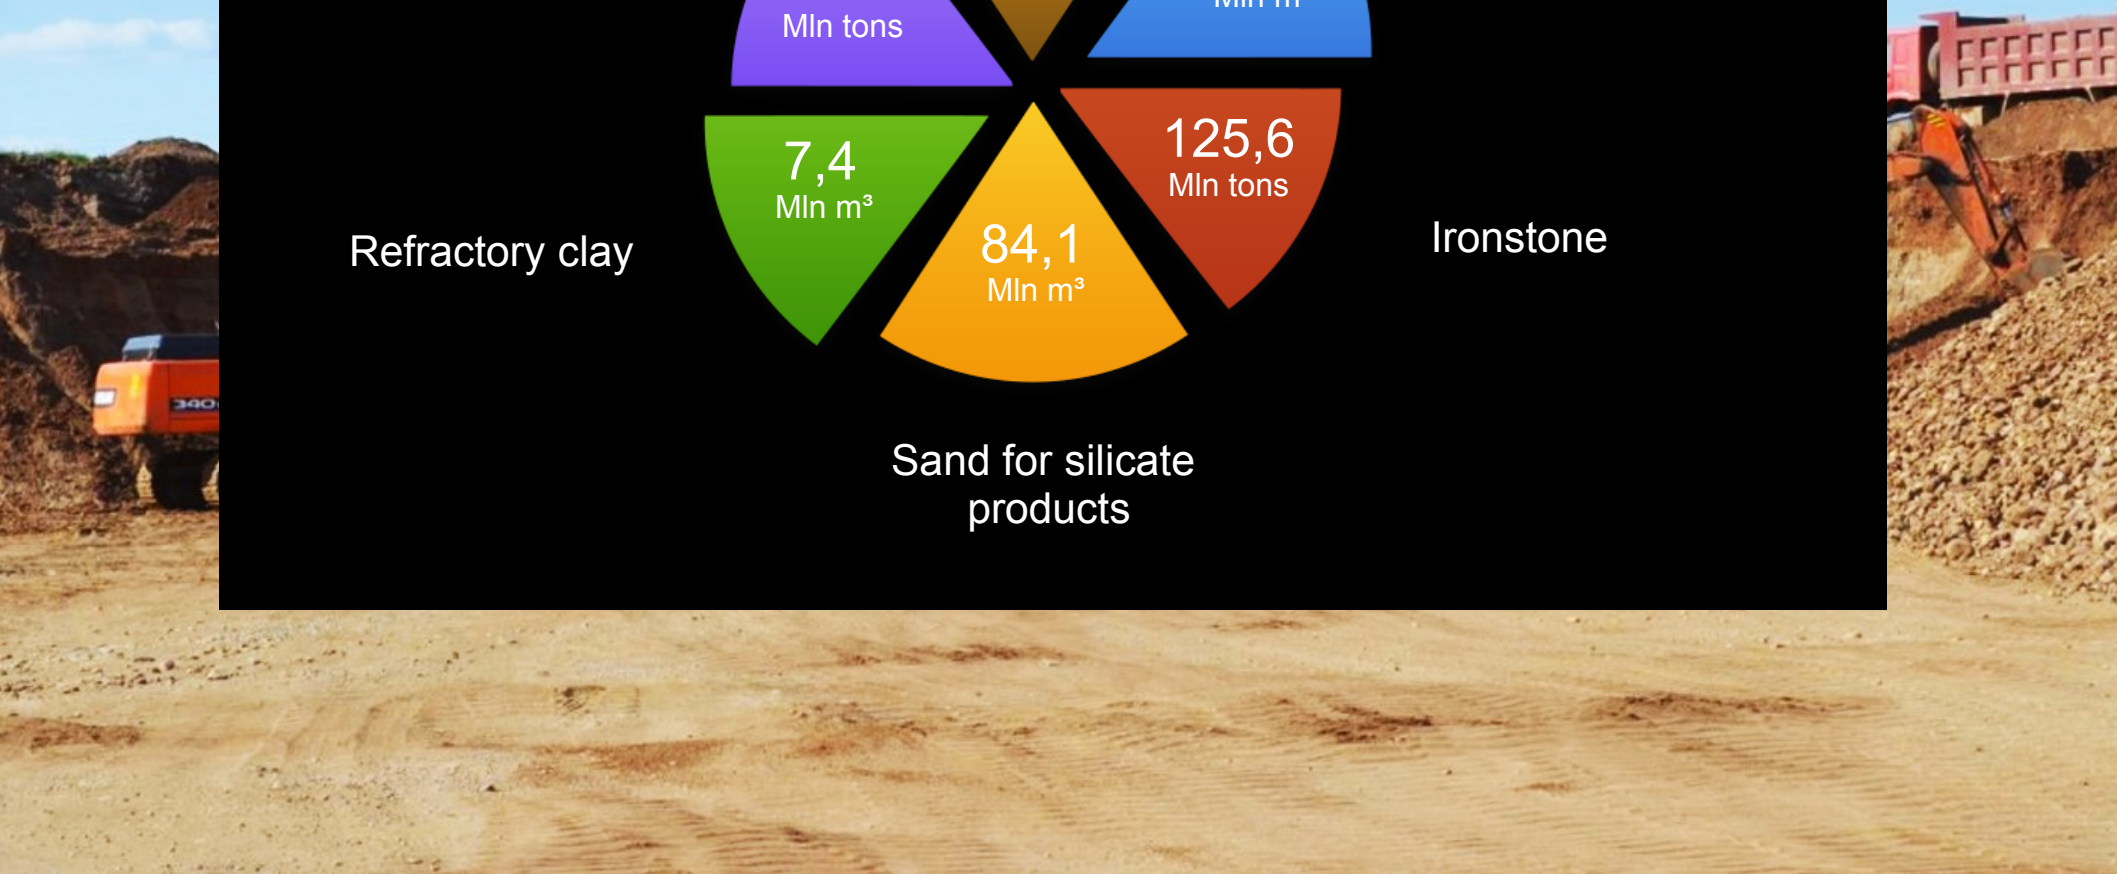 Mln tons
7,4
Mln m³
125,6
Mln tons
84,1
Mln m³
Refractory clay
Ironstone
Sand for silicate
products
340